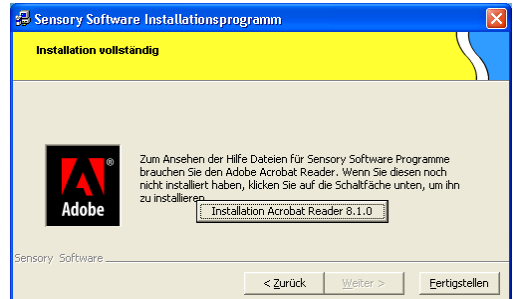 Sensory Software Installationsprogramm
Installation vollständig
Zum Ansehen der Hilfe Dateien für Sensory Software Programme
brauchen Sie den Adobe Acrobat Reader. Wenn Sie diesen noch
nicht installiert haben, klicken Sie auf die Schaltfäche unten, um ihn
zu installieren
Installation Acrobat Reader 8.1.0
Adobe
Sensory Software
< Zurück Weiter > Fertigstellen